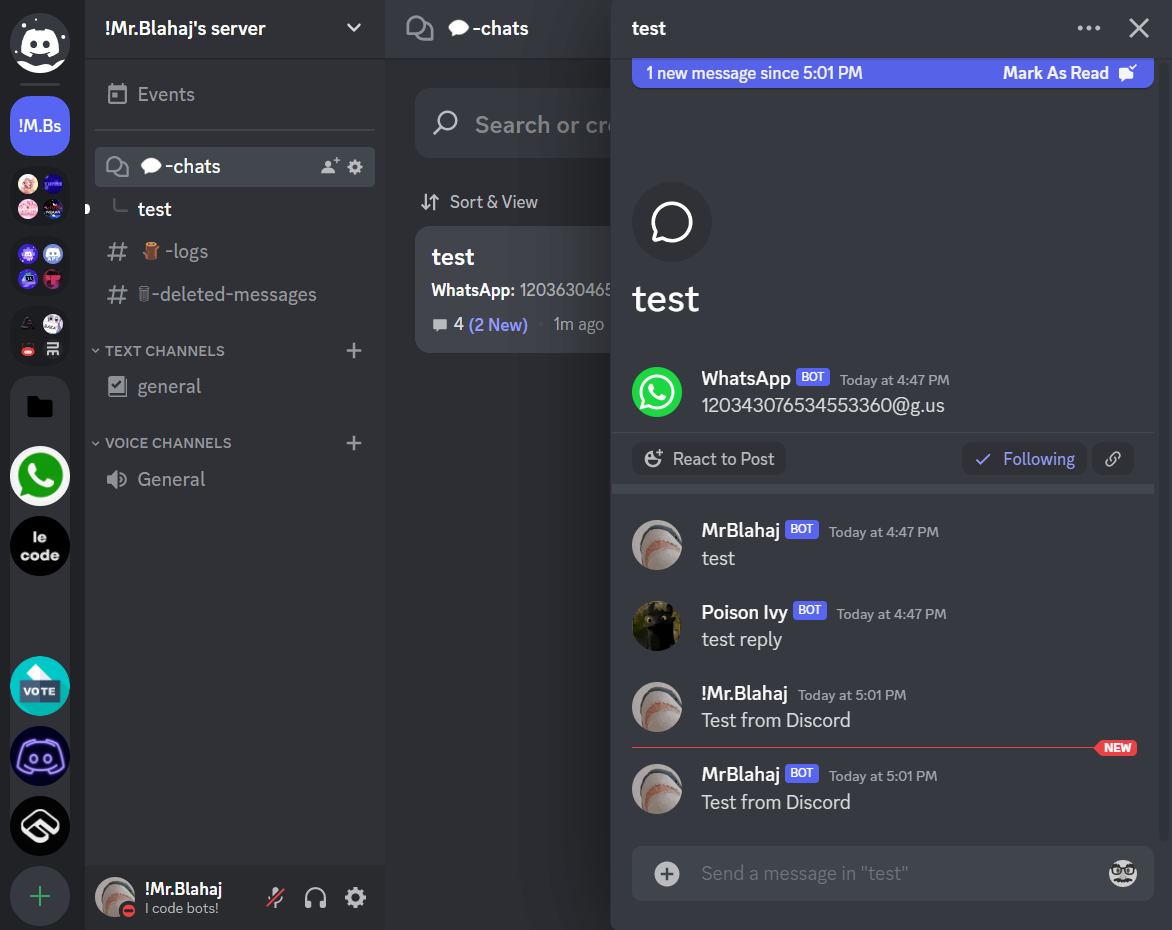 !Mr.Blahaj's server
-chats
test
1 new message since 5:01 PM
Mark As Read
!M.Bs
Events
Search or cre
-chats
test
-logs
-deleted-messages
TEXT CHANNELS
general
VOICE CHANNELS
General
le
code
VOTE
!Mr.Blahaj
I code bots!
Sort & View
test
WhatsApp: 1203630465
4 (2 New)
1m ago
test
WhatsApp BOT Today at 4:47 PM
120343076534553360@g.us
React to Post
Following
MrBlahaj BOT Today at 4:47 PM
test
Poison Ivy BOT Today at 4:47 PM
test reply
!Mr.Blahaj Today at 5:01 PM
Test from Discord
NEW
MrBlahaj BOT Today at 5:01 PM
Test from Discord
Send a message in "test"